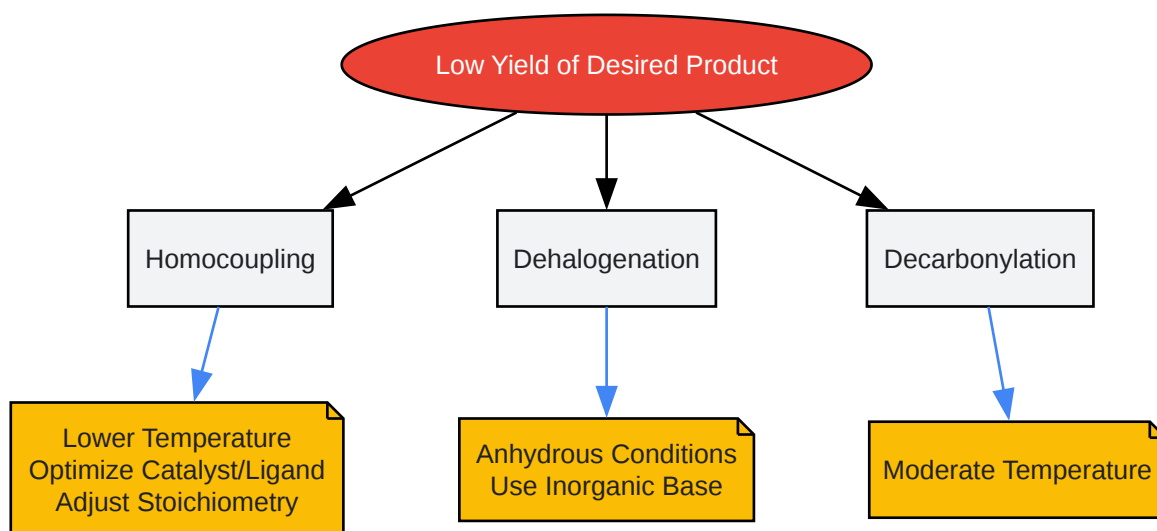 Low Yield of Desired Product
Homocoupling
Dehalogenation
Decarbonylation
Lower Temperature
Optimize Catalyst/Ligand
Adjust Stoichiometry
Anhydrous Conditions
Use Inorganic Base
Moderate Temperature